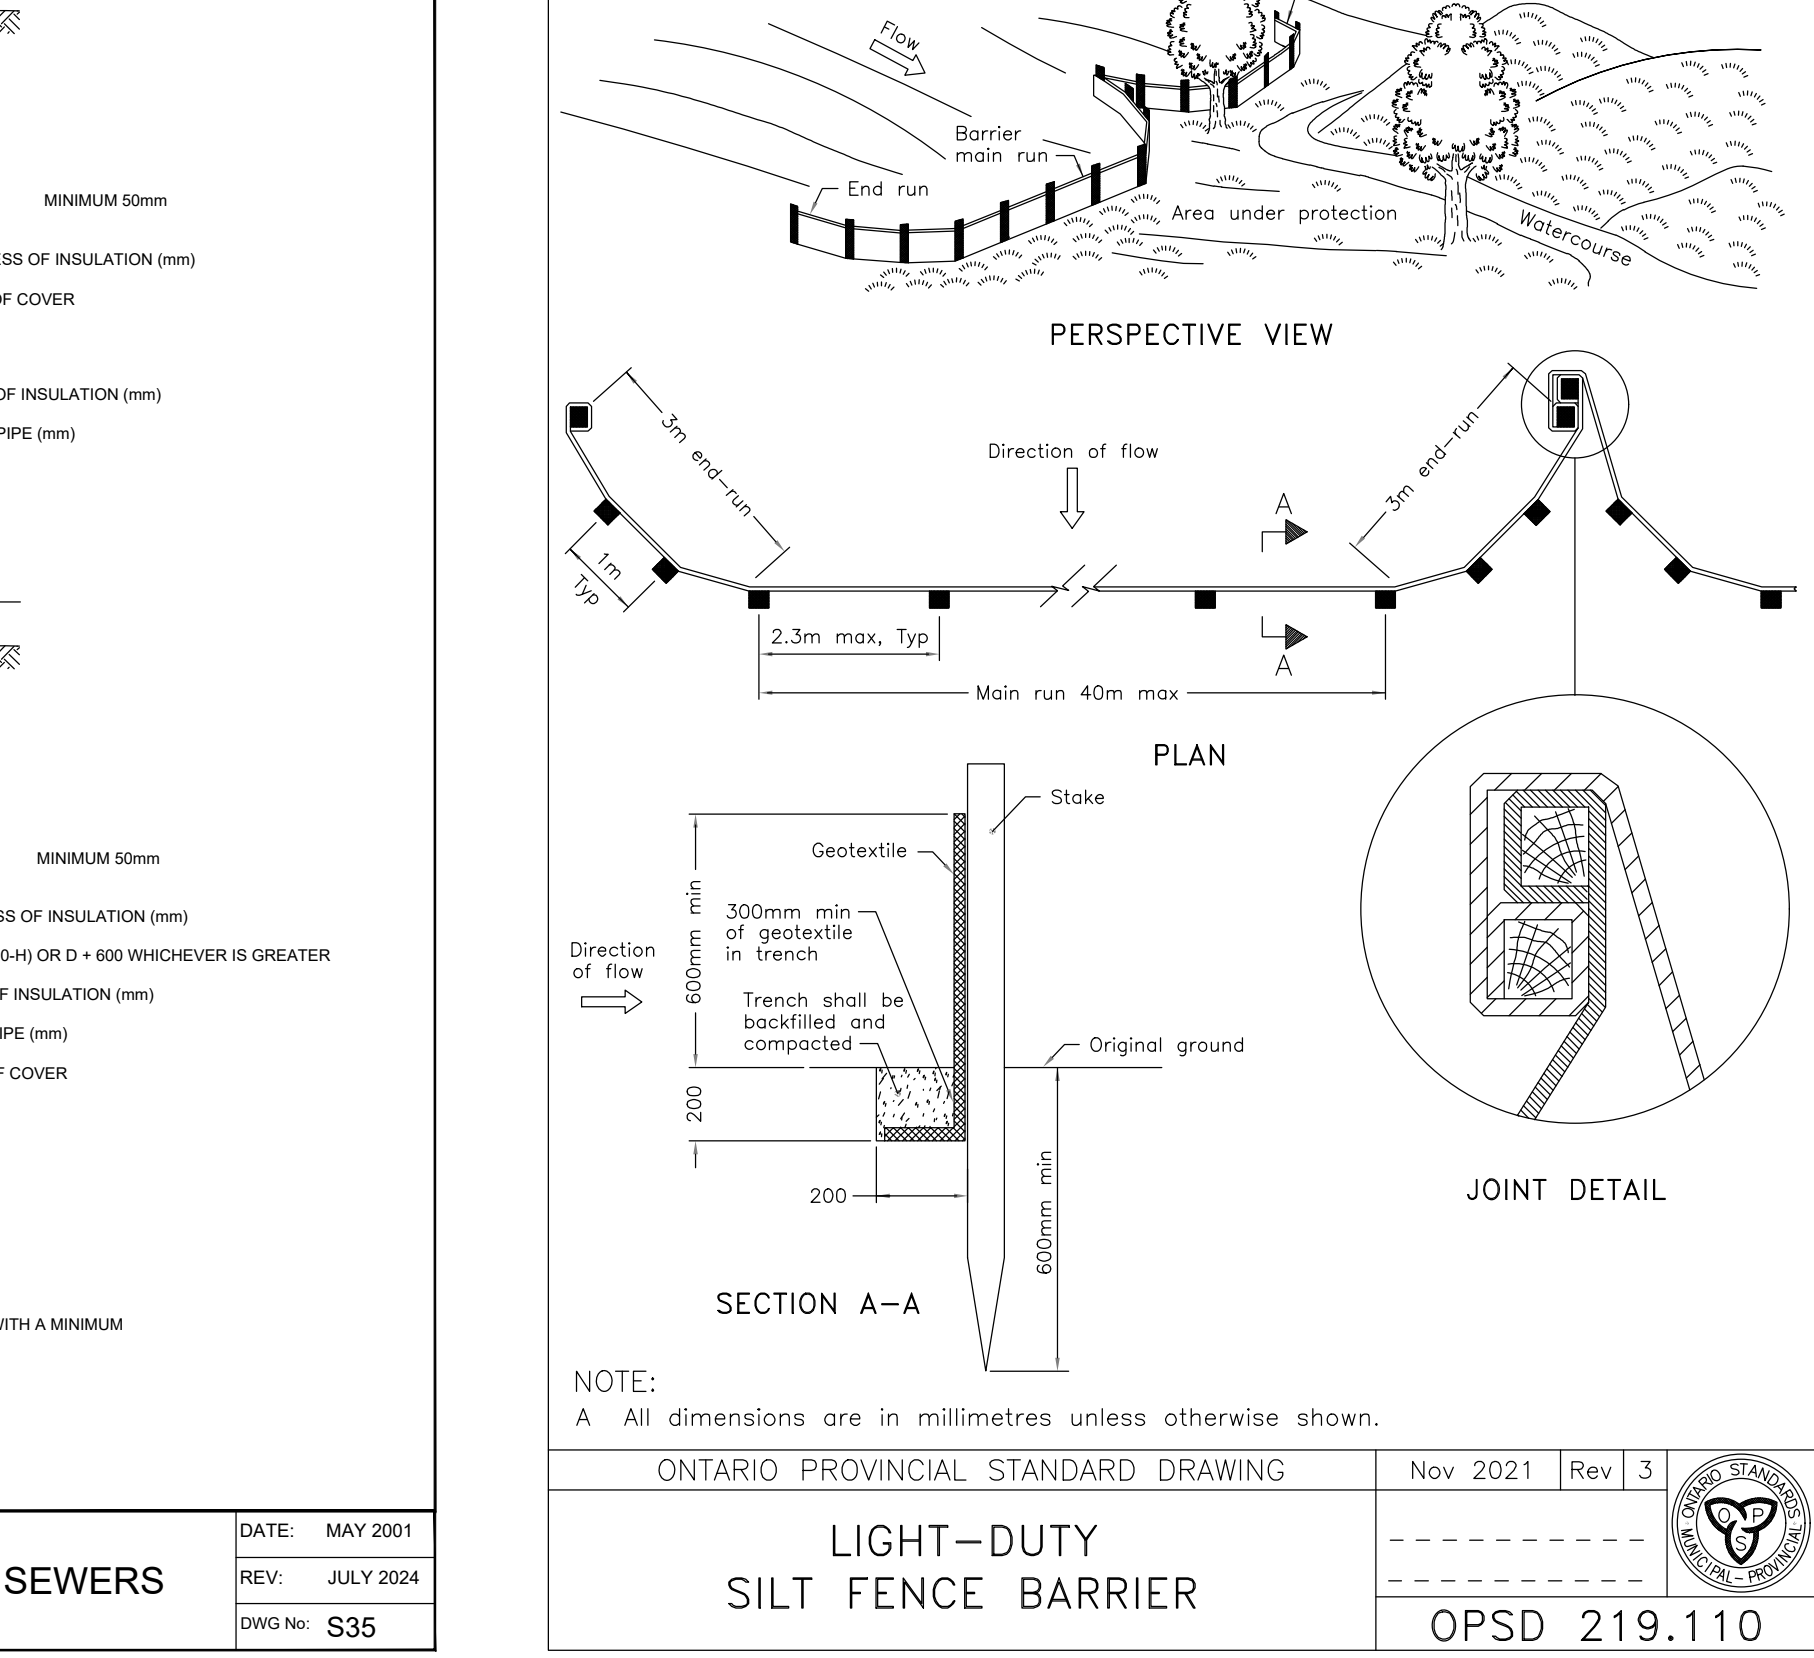 MINIMUM 50mm
ESS OF INSULATION (mm)
OF COVER
OF INSULATION (mm)
PIPE (mm)
MINIMUM 50mm
SS OF INSULATION (mm)
0-H) OR D + 600 WHICHEVER IS GREATER
F INSULATION (mm)
IPE (mm)
F COVER
WITH A MINIMUM
SEWERS
DATE: MAY 2001
REV: JULY 2024
DWG No: S35
Flow
Barrier
main run
End run
Area under protection
Watercourse
PERSPECTIVE VIEW
3m end-run
Direction of flow
3m end-run
1m
Typ
A
A
2.3m max, Typ
Main run 40m max
PLAN
Stake
Geotextile
600mm min
300mm min
of geotextile
in trench
Direction
of flow
Trench shall be
backfilled and
compacted
Original ground
200
200
600mm min
SECTION A-A
JOINT DETAIL
NOTE:
A All dimensions are in millimetres unless otherwise shown.
ONTARIO PROVINCIAL STANDARD DRAWING
Nov 2021 Rev 3
LIGHT-DUTY
SILT FENCE BARRIER
ONTARIO STANDARDS
MUNICIPAL - PROVINCIAL
O P
S
OPSD 219.110